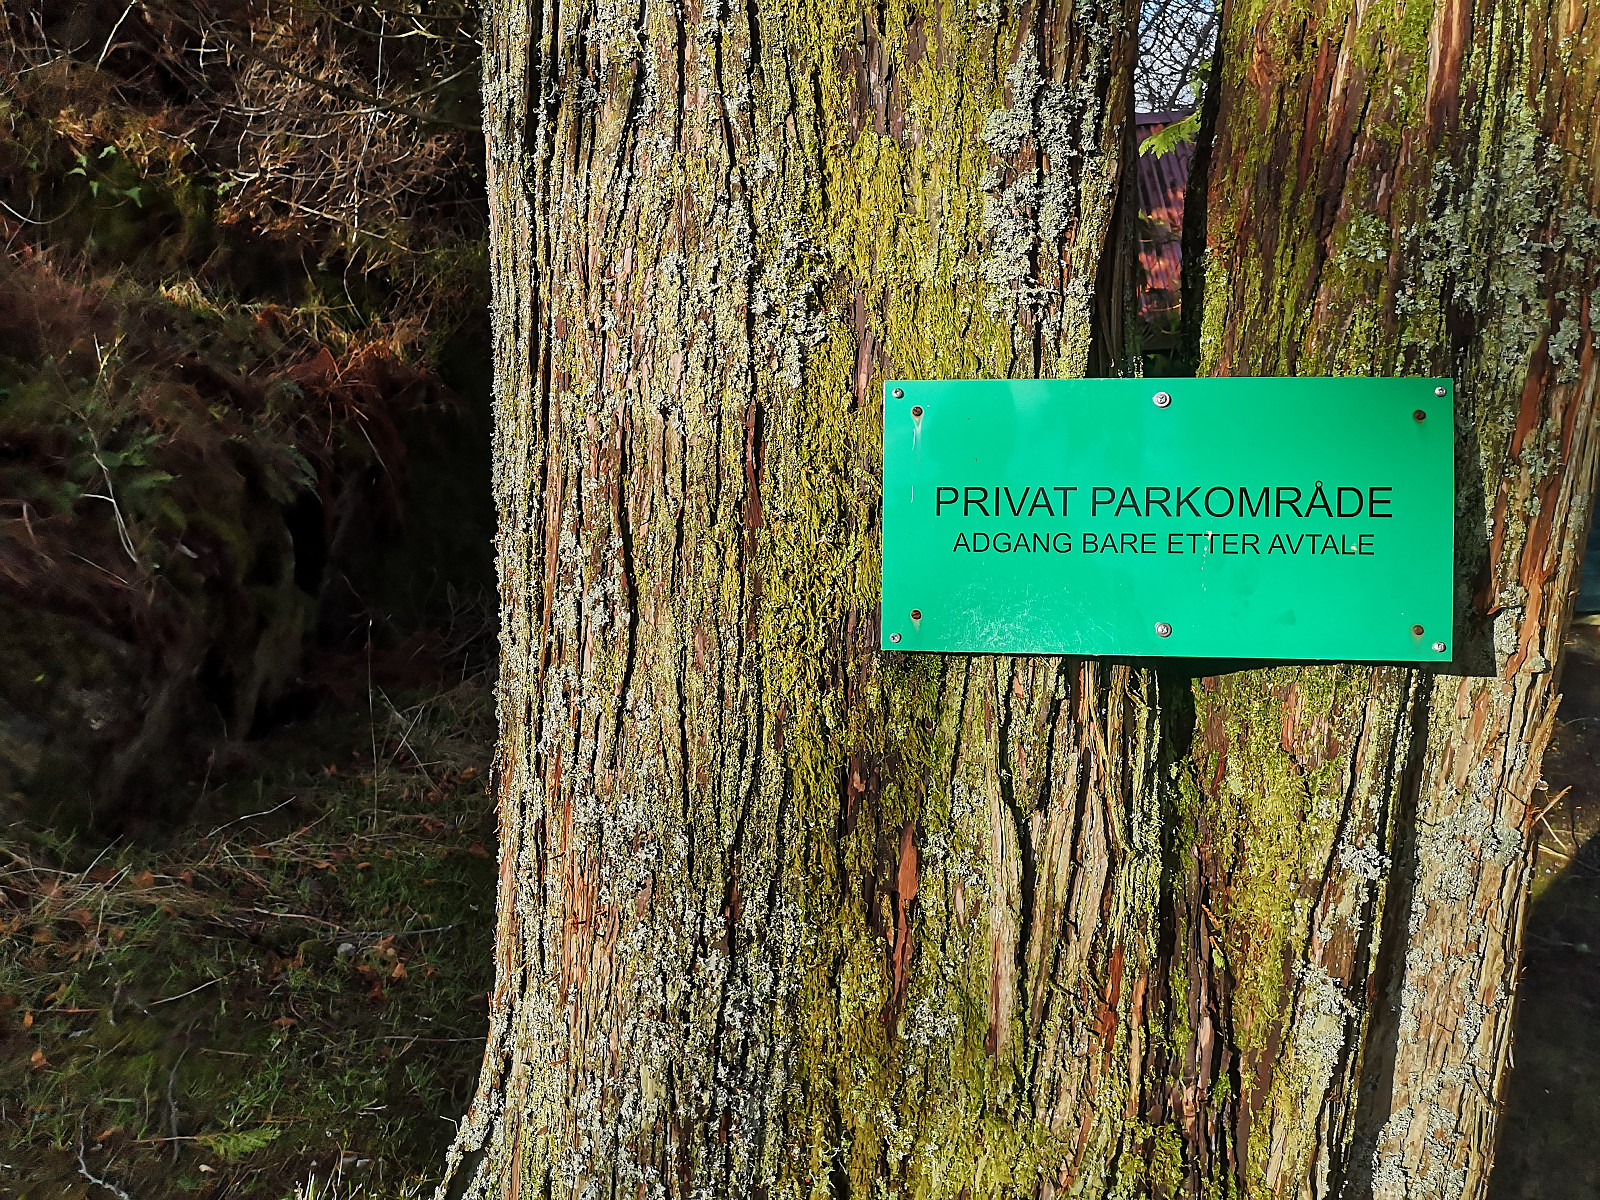 PRIVAT PARKOMRÅDE
ADGANG BARE ETTER AVTALE